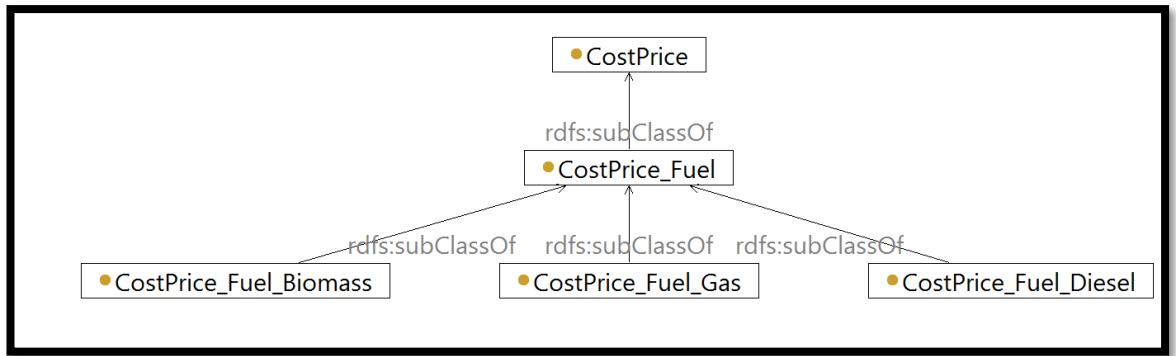 CostPrice
rdfs:subClassOf
CostPrice_Fuel
rdfs:subClassOf rdfs:subClassOf rdfs:subClassOf
CostPrice_Fuel_Biomass CostPrice_Fuel_Gas CostPrice_Fuel_Diesel